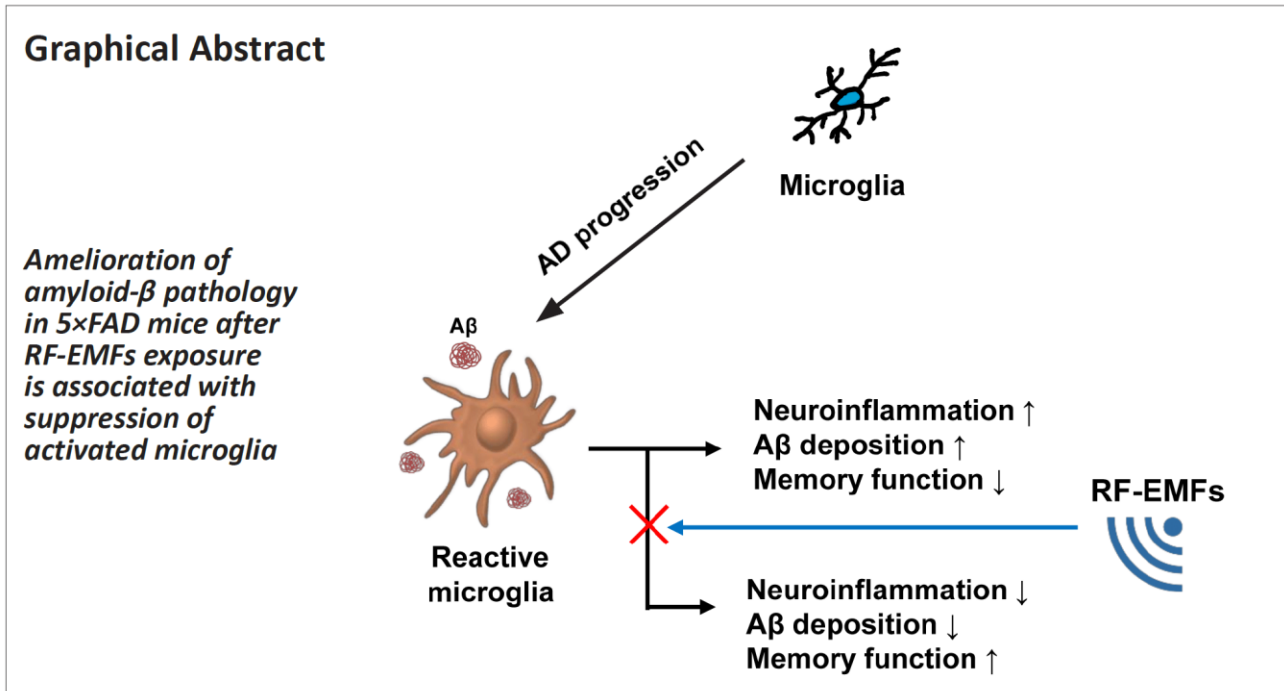 Graphical Abstract
Microglia
AD progression
Amelioration of
amyloid-β pathology
in 5×FAD mice after
RF-EMFs exposure
is associated with
suppression of
activated microglia
Aβ
Reactive
microglia
Neuroinflammation ↑
Aβ deposition ↑
Memory function ↓
RF-EMFs
Neuroinflammation ↓
Aβ deposition ↓
Memory function ↑